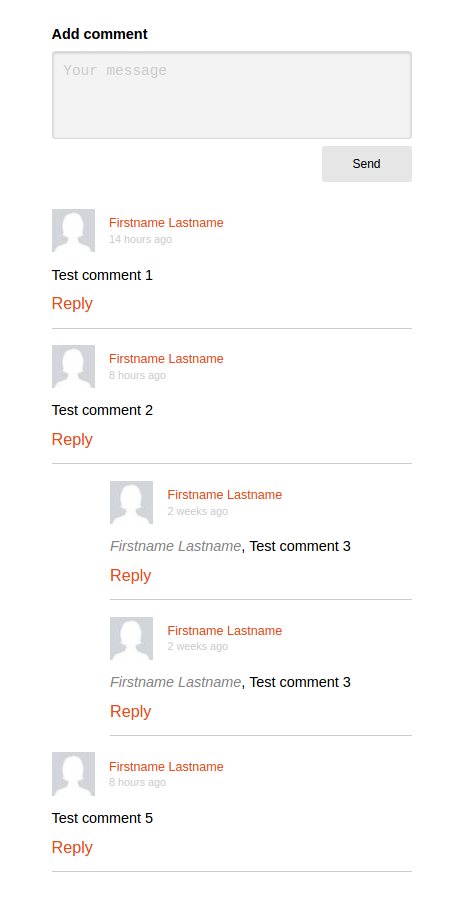 Add comment
Your message
Send
Firstname Lastname
14 hours ago
Test comment 1
Reply
Firstname Lastname
8 hours ago
Test comment 2
Reply
Firstname Lastname
2 weeks ago
Firstname Lastname, Test comment 3
Reply
Firstname Lastname
2 weeks ago
Firstname Lastname, Test comment 3
Reply
Firstname Lastname
8 hours ago
Test comment 5
Reply